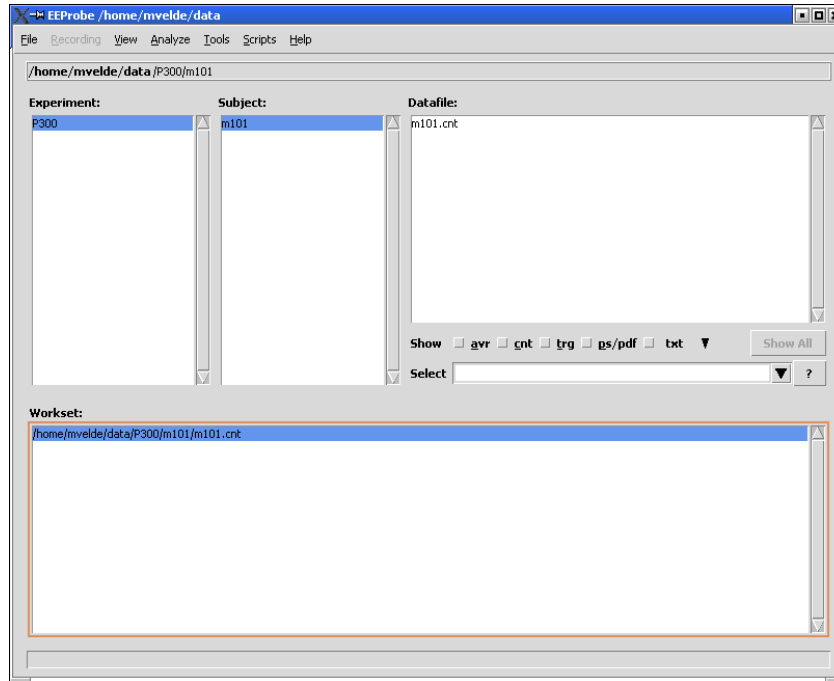 EEProbe /home/mvelde/data
File Recording View Analyze Tools Scripts Help
/home/mvelde/data /P300/m101
Experiment: Subject: Datafile:
P300 m101 m101.cnt
Show avr cnt trg ps/pdf txt Show All
Select ?
Workset:
/home/mvelde/data/P300/m101/m101.cnt